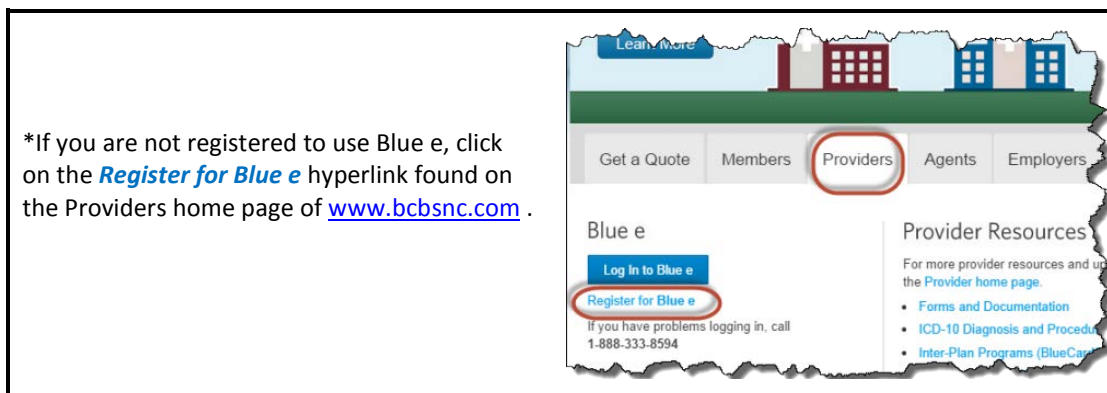 *If you are not registered to use Blue e, click
on the Register for Blue e hyperlink found on
the Providers home page of www.bcbsnc.com .
Learn More
Get a Quote Members Providers Agents Employers
Blue e
Log In to Blue e
Register for Blue e
If you have problems logging in, call
1-888-333-8594
Provider Resources
For more provider resources and
the Provider home page.
• Forms and Documentation
• ICD-10 Diagnosis and
• Inter-Plan Programs